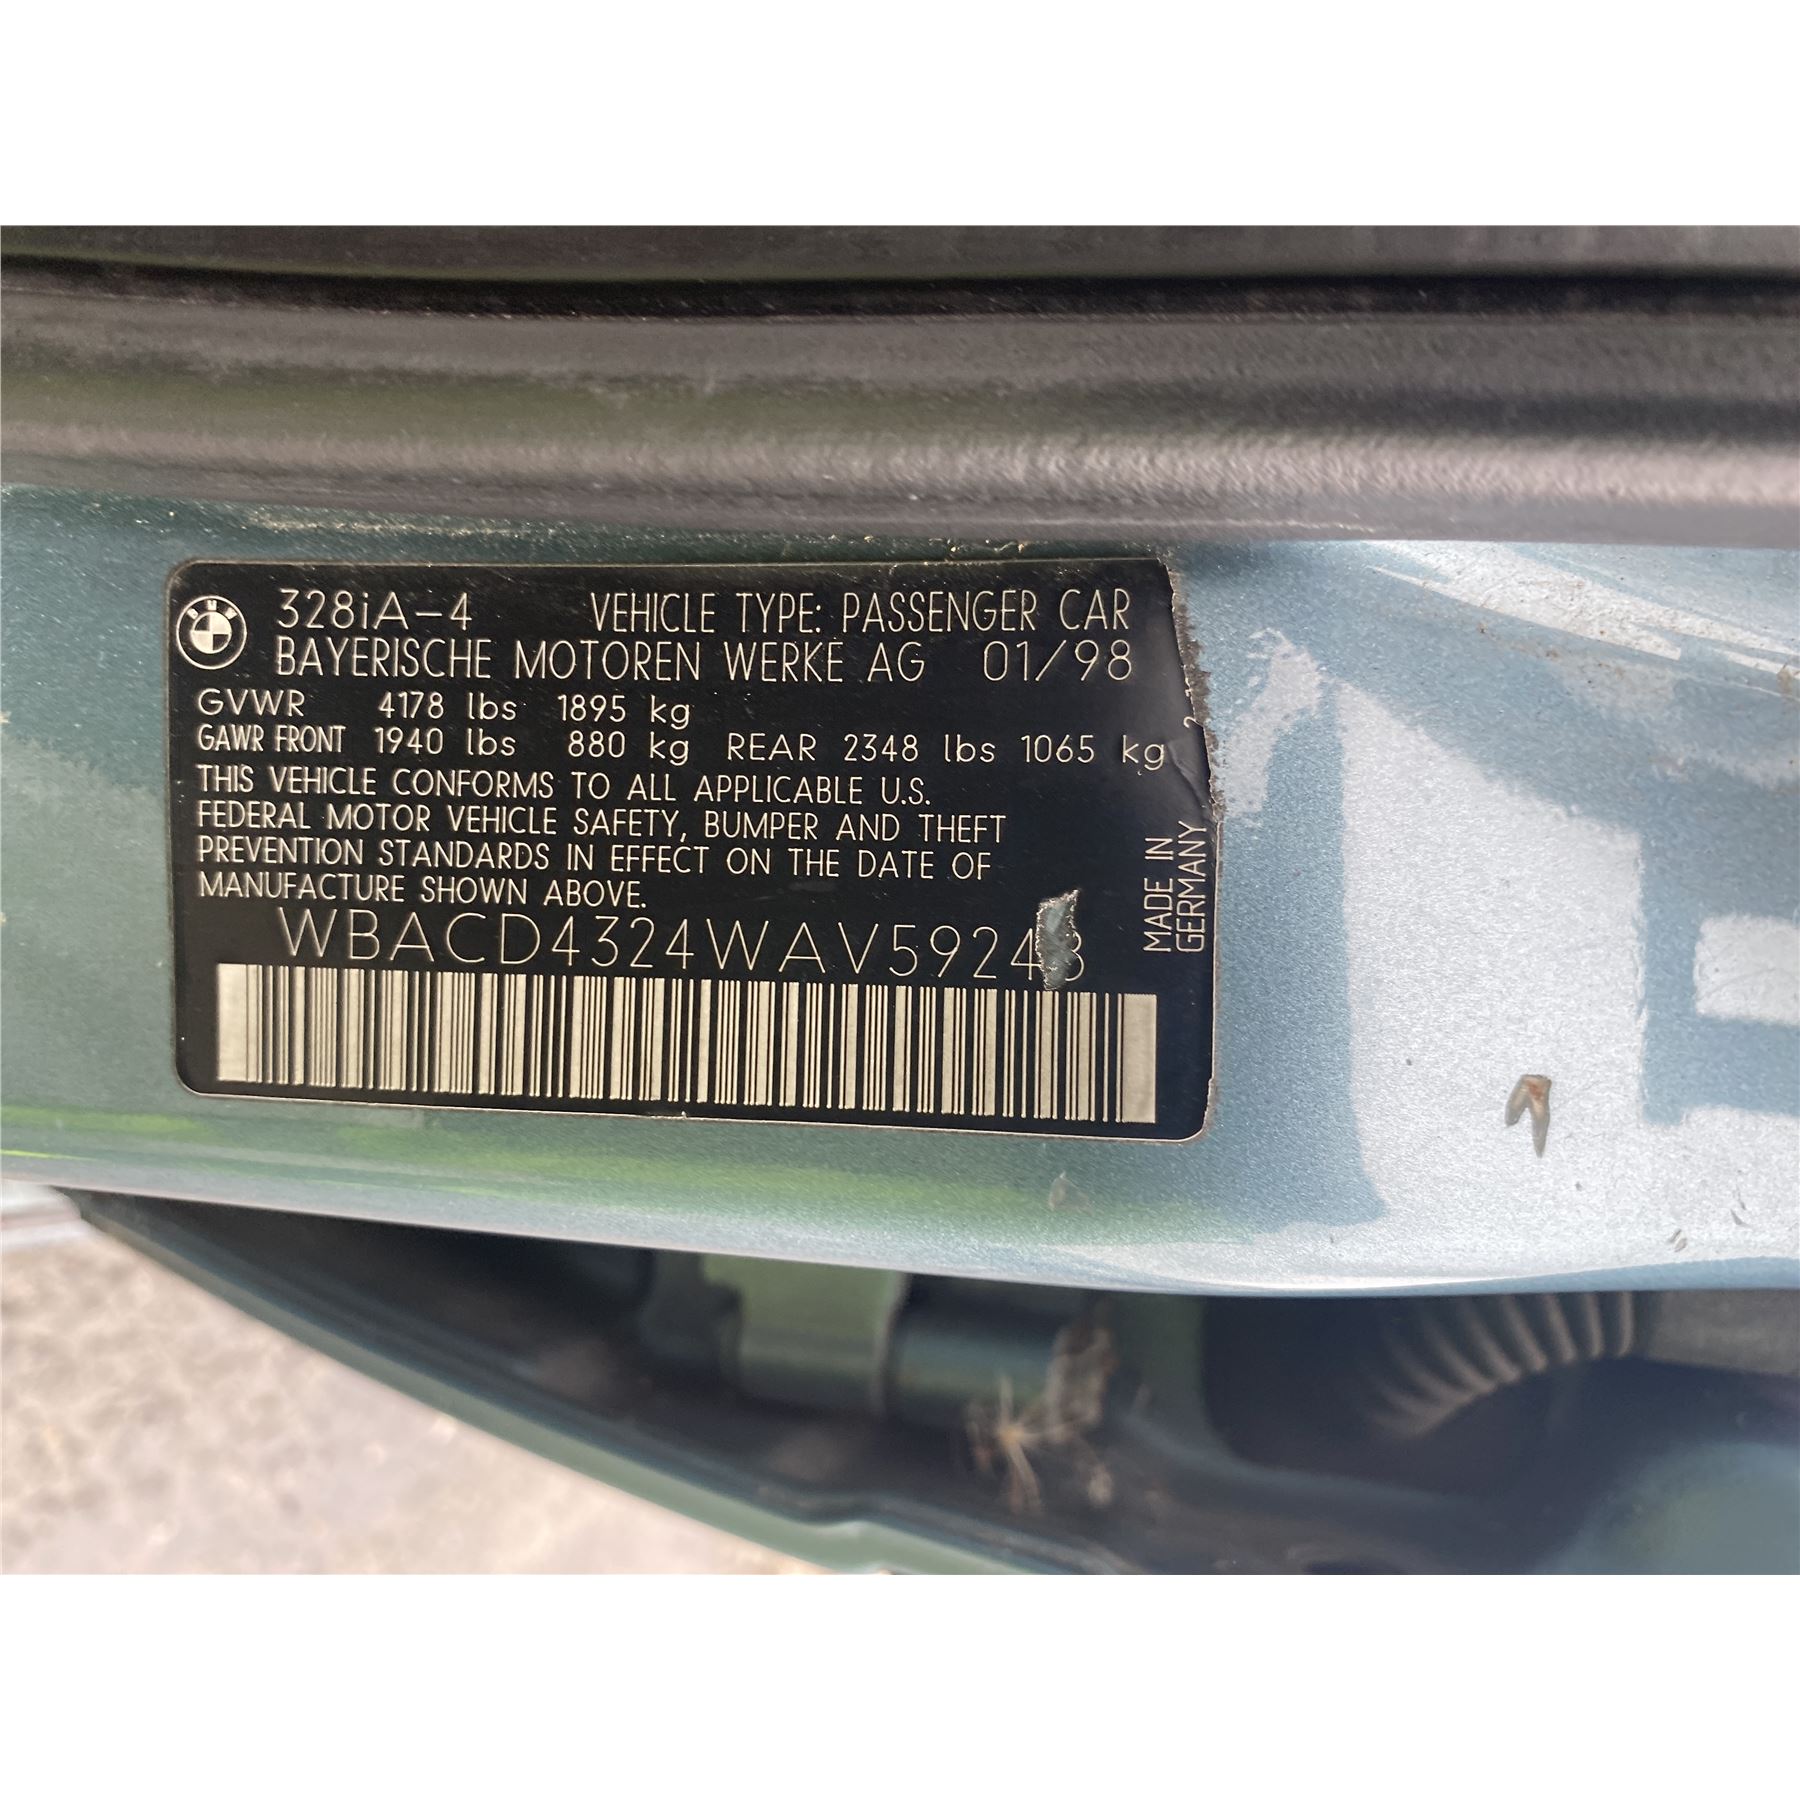 328iA-4 VEHICLE TYPE: PASSENGER CAR
BAYERISCHE MOTOREN WERKE AG 01/98
GVWR 4178 lbs 1895 kg
GAWR FRONT 1940 lbs 880 kg REAR 2348 lbs 1065 kg
THIS VEHICLE CONFORMS TO ALL APPLICABLE U.S.
FEDERAL MOTOR VEHICLE SAFETY, BUMPER AND THEFT
PREVENTION STANDARDS IN EFFECT ON THE DATE OF
MANUFACTURE SHOWN ABOVE.
WBACD4324WAV59248
MADE IN
GERMANY
BMW